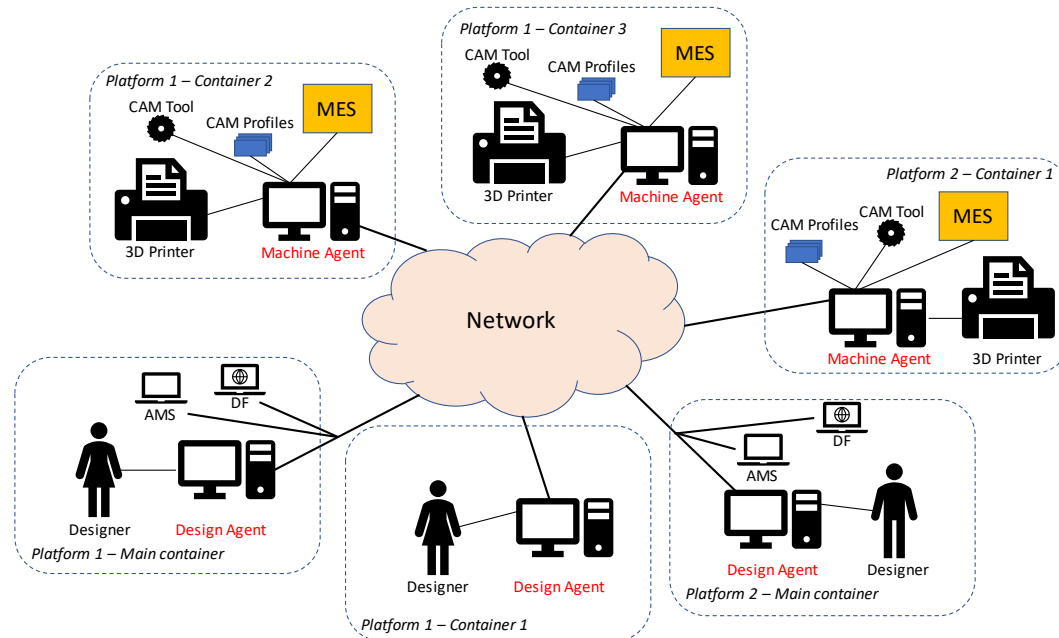 Platform 1 – Container 2
CAM Tool
CAM Profiles
MES
3D Printer
Machine Agent
Platform 1 – Container 3
CAM Tool
CAM Profiles
MES
3D Printer
Machine Agent
Platform 2 – Container 1
CAM Profiles
CAM Tool
MES
Machine Agent
3D Printer
Network
AMS
DF
Designer
Design Agent
Platform 1 – Main container
Designer
Design Agent
Platform 1 – Container 1
DF
AMS
Design Agent
Designer
Platform 2 – Main container